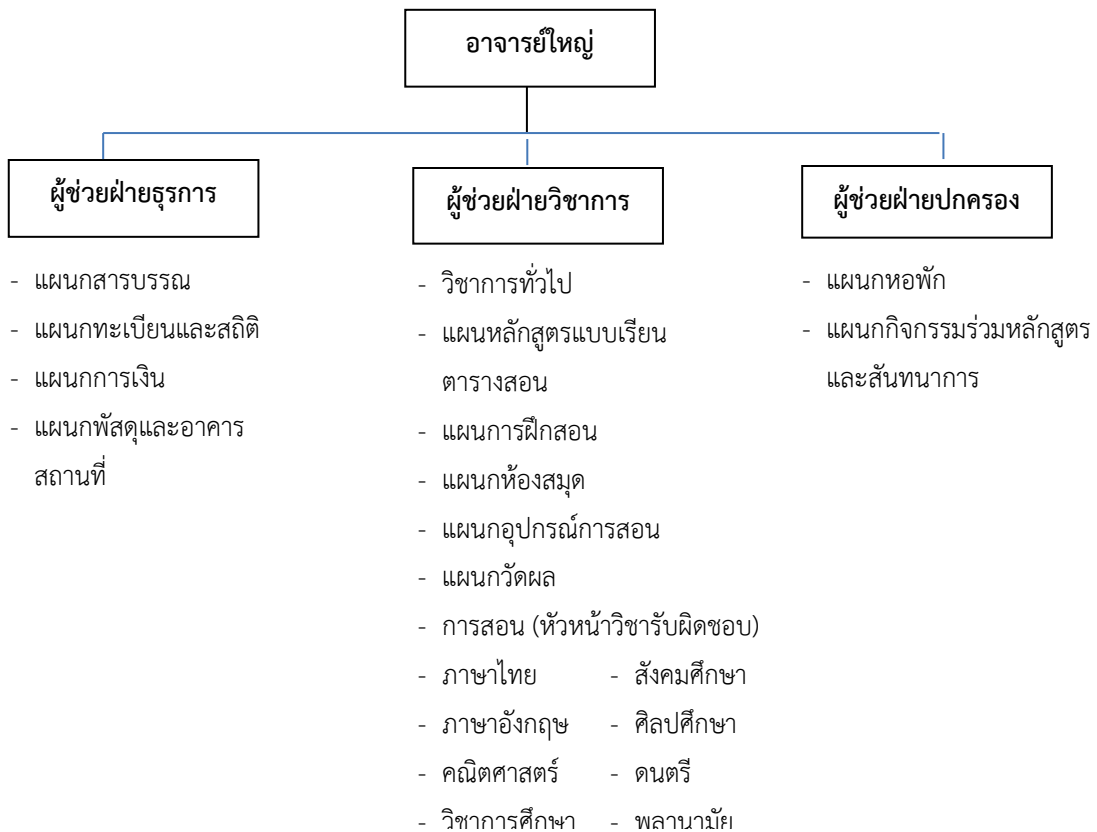 อาจารย์ใหญ่
ผู้ช่วยฝ่ายธุรการ
- แผนกสารบรรณ
- แผนกทะเบียนและสถิติ
- แผนกการเงิน
- แผนกพัสดุและอาคาร
สถานที่
ผู้ช่วยฝ่ายวิชาการ
- วิชาการทั่วไป
- แผนหลักสูตรแบบเรียน
ตารางสอน
- แผนการฝึกสอน
- แผนกห้องสมุด
- แผนกอุปกรณ์การสอน
- แผนกวัดผล
- การสอน (หัวหน้าวิชารับผิดชอบ)
- ภาษาไทย - สังคมศึกษา
- ภาษาอังกฤษ - ศิลปศึกษา
- คณิตศาสตร์ - ดนตรี
- วิชาการศึกษา - พลานามัย
ผู้ช่วยฝ่ายปกครอง
- แผนกหอพัก
- แผนกกิจกรรมร่วมหลักสูตร
และสันทนาการ